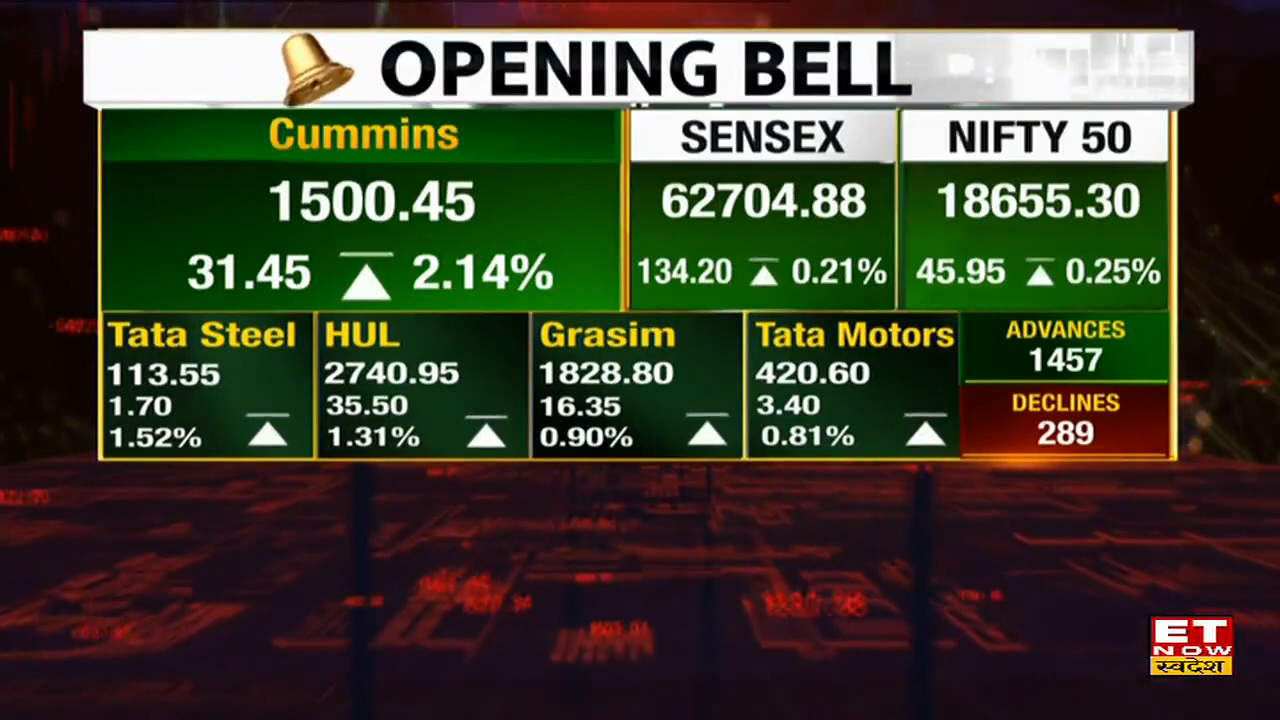 OPENING BELL
Cummins
1500.45
31.45 2.14%
SENSEX
62704.88
134.20 0.21%
NIFTY 50
18655.30
45.95 0.25%
Tata Steel
113.55
1.70
1.52%
HUL
2740.95
35.50
1.31%
Grasim
1828.80
16.35
0.90%
Tata Motors
420.60
3.40
0.81%
ADVANCES
1457
DECLINES
289
ET
NOW
स्वदेश